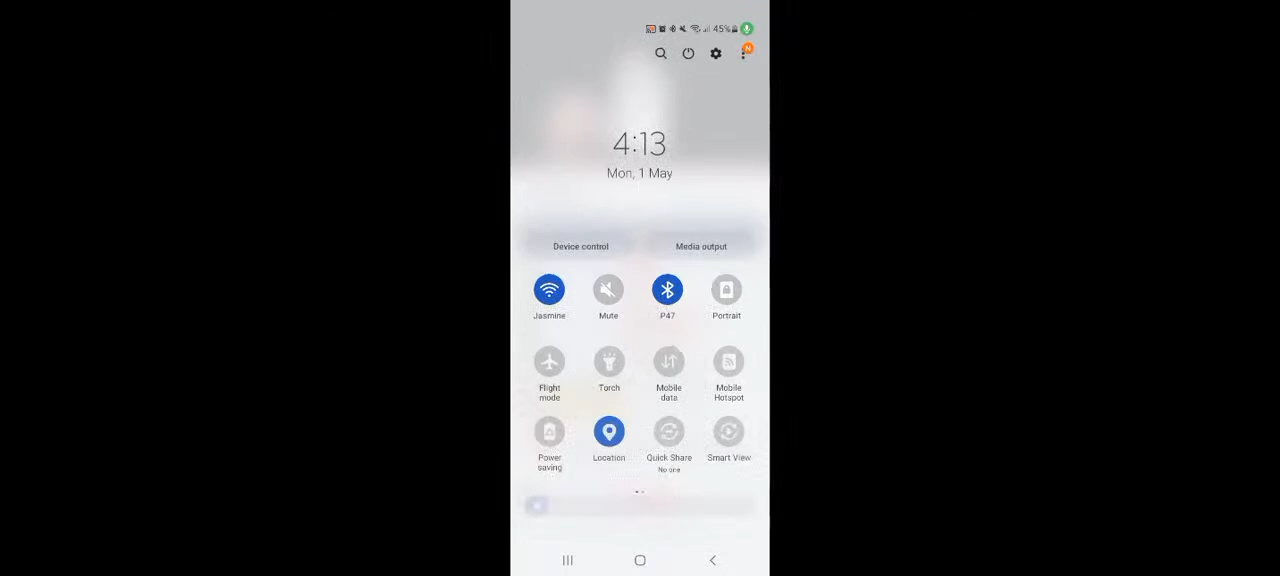 45%
N
4:13
Mon, 1 May
Device control Media output
Jasmine Mute P47 Portrait
Flight mode Torch Mobile data Mobile Hotspot
Power saving Location Quick Share Smart View
No one